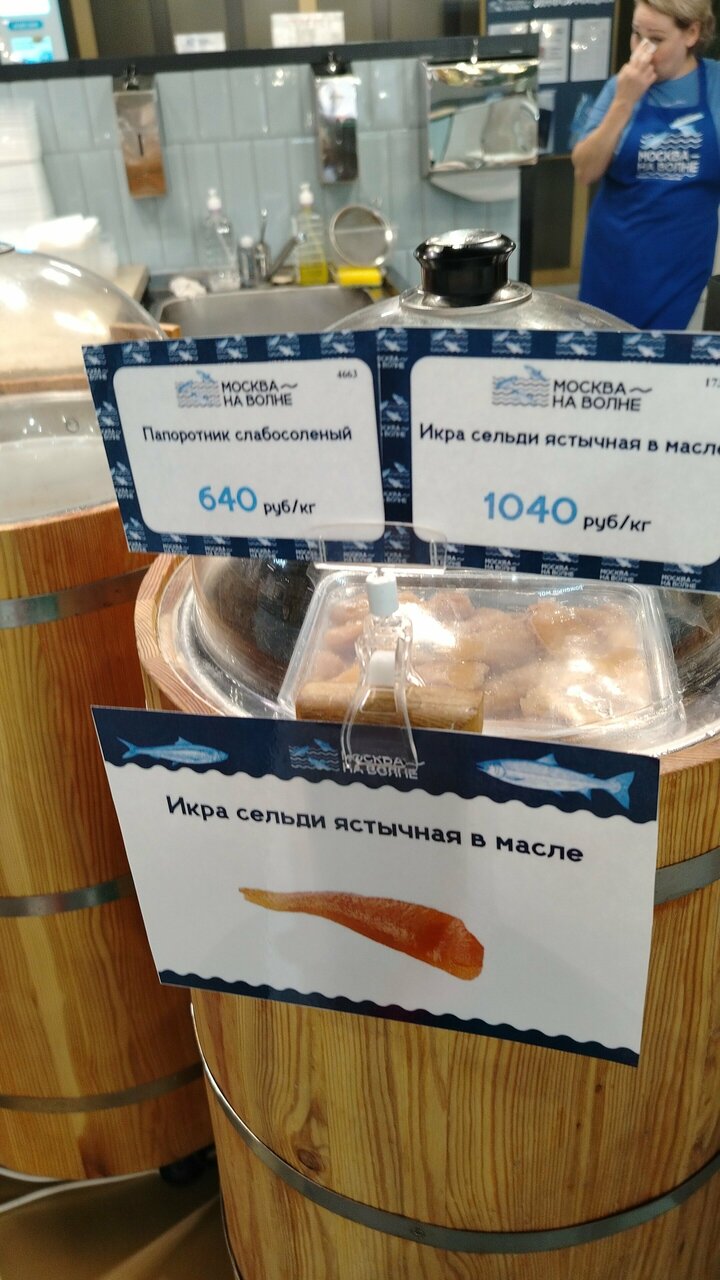 МОСКВА
НА ВОЛНЕ
МОСКВА
НА ВОЛНЕ
4663
Папоротник слабосоленый
640 руб/кг
МОСКВА
НА ВОЛНЕ
Икра сельди ястычная в масле
1040 руб/кг
МОСКВА
НА ВОЛНЕ
Икра сельди ястычная в масле